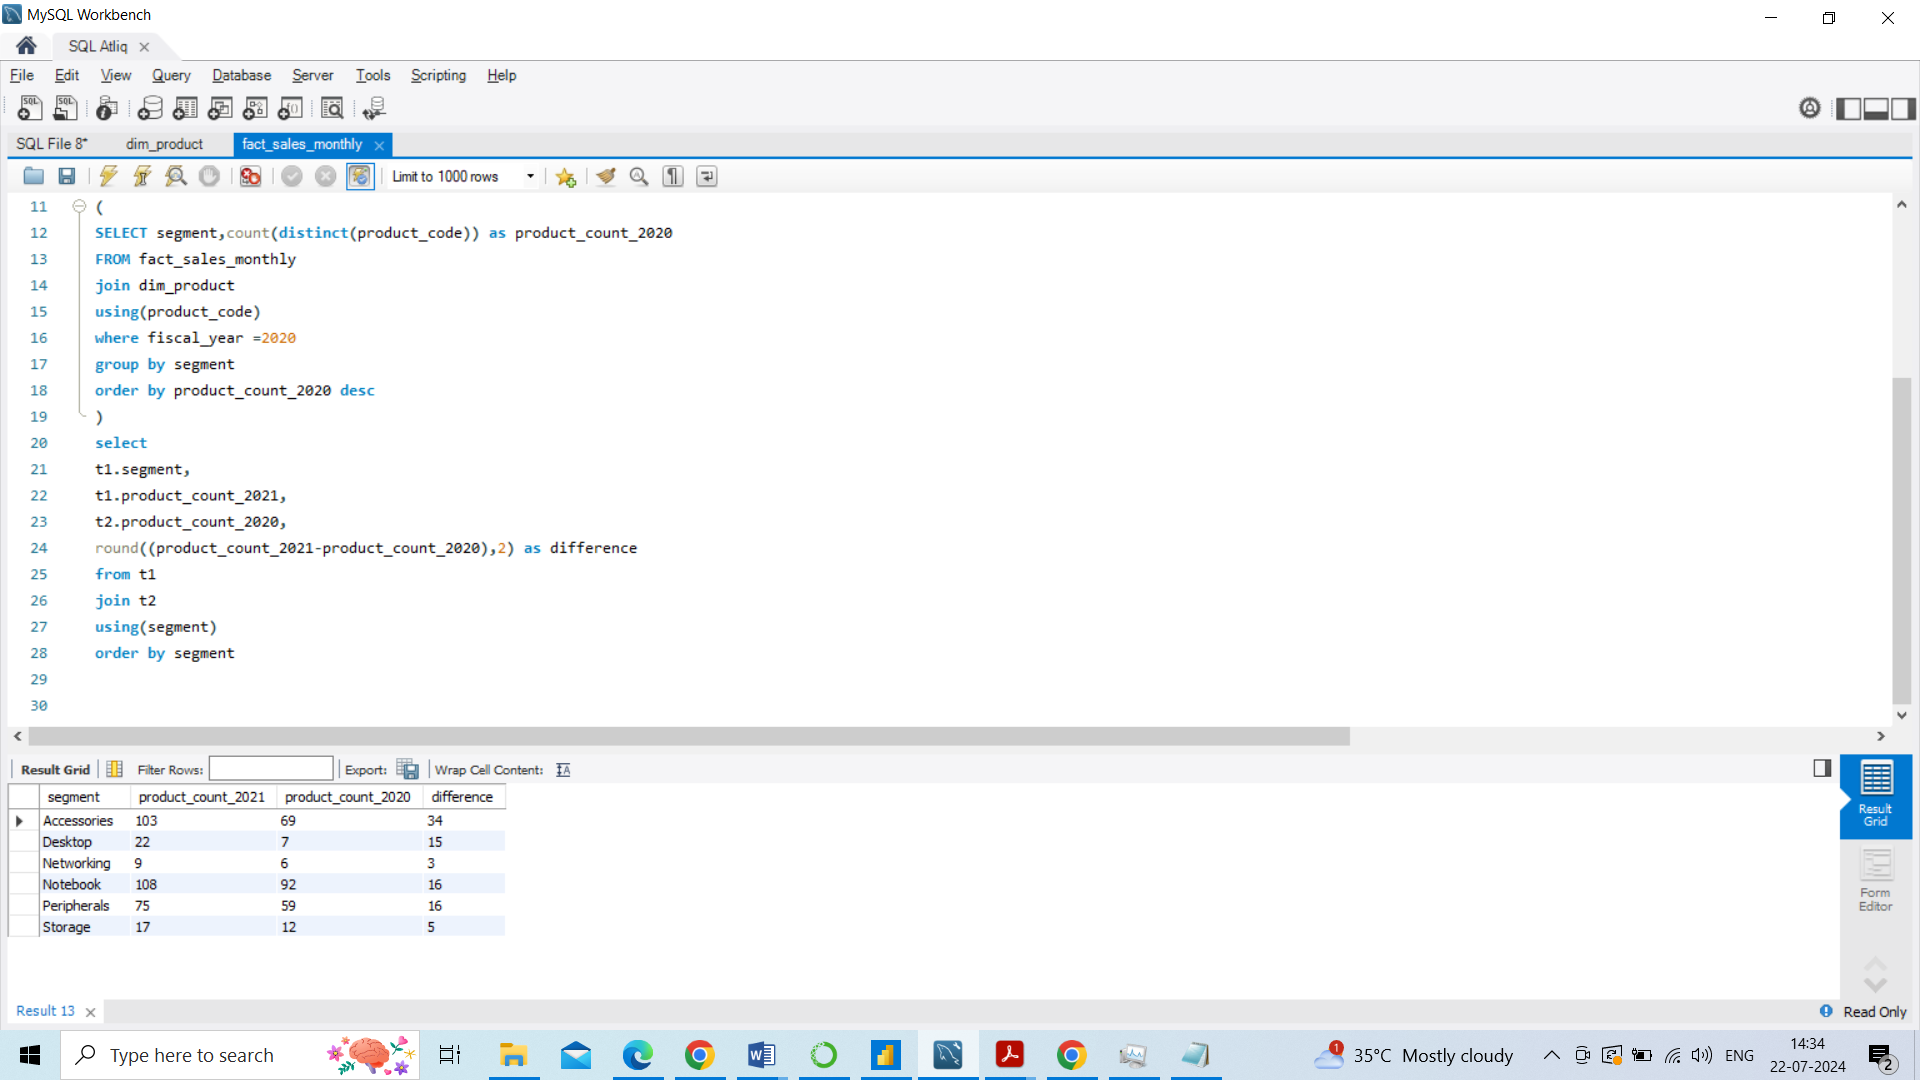 MySQL Workbench
SQL Atliq
File Edit View Query Database Server Tools Scripting Help
SQL File 8* dim_product fact_sales_monthly
Limit to 1000 rows
11 (
12 SELECT segment,count(distinct(product_code)) as product_count_2020
13 FROM fact_sales_monthly
14 join dim_product
15 using(product_code)
16 where fiscal_year =2020
17 group by segment
18 order by product_count_2020 desc
19 )
20 select
21 t1.segment,
22 t1.product_count_2021,
23 t2.product_count_2020,
24 round((product_count_2021-product_count_2020),2) as difference
25 from t1
26 join t2
27 using(segment)
28 order by segment
29
30
Result Grid Filter Rows: Export: Wrap Cell Content:
segment product_count_2021 product_count_2020 difference
Accessories 103 69 34
Desktop 22 7 15
Networking 9 6 3
Notebook 108 92 16
Peripherals 75 59 16
Storage 17 12 5
Result
Grid
Form
Editor
Result 13
Read Only
Type here to search
1
35°C Mostly cloudy
ENG
14:34
22-07-2024
2